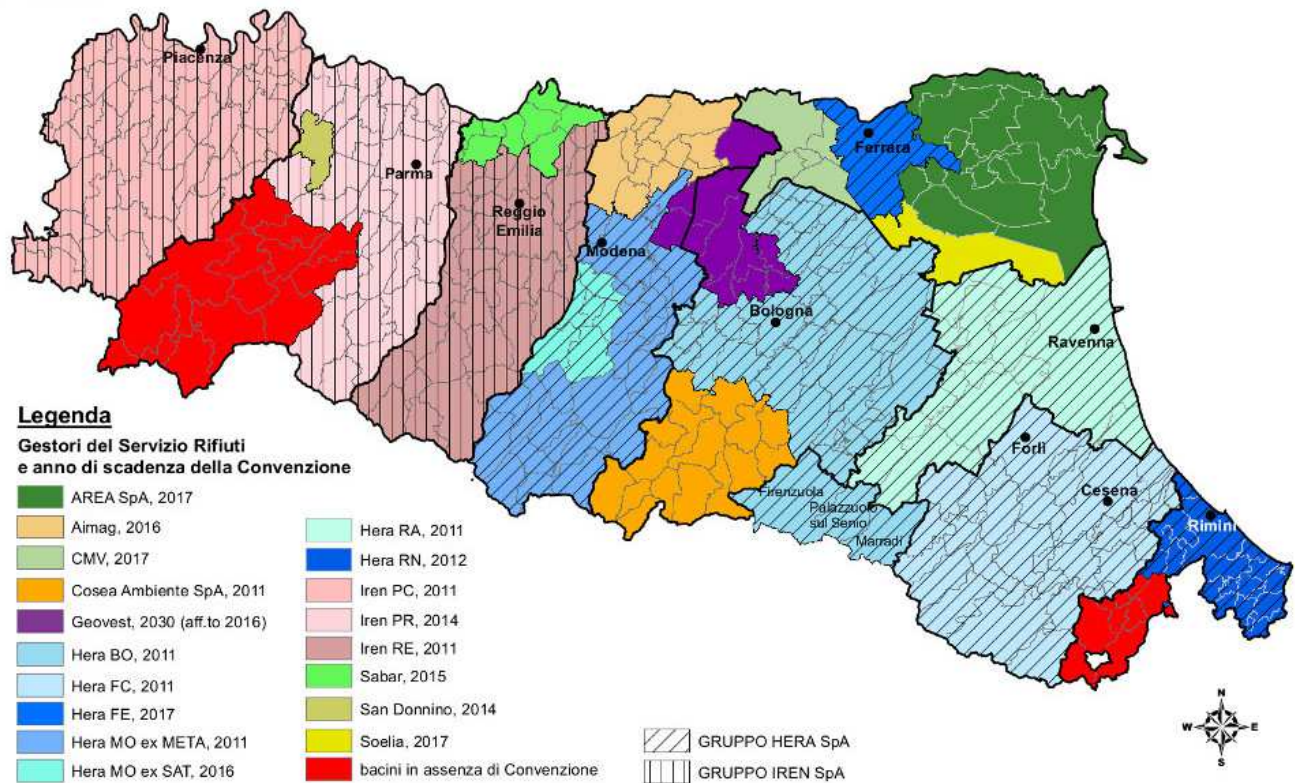 Piacenza
Parma
Reggio
Emilia
Modena
Ferrara
Bologna
Ravenna
Forlì
Cesena
Rimini
Firenzuola
Palazzuolo
sul Senio
Marradi
Legenda
Gestori del Servizio Rifiuti
e anno di scadenza della Convenzione
AREA SpA, 2017
Aimag, 2016
CMV, 2017
Cosea Ambiente SpA, 2011
Geovest, 2030 (aff.to 2016)
Hera BO, 2011
Hera FC, 2011
Hera FE, 2017
Hera MO ex META, 2011
Hera MO ex SAT, 2016
Hera RA, 2011
Hera RN, 2012
Iren PC, 2011
Iren PR, 2014
Iren RE, 2011
Sabar, 2015
San Donnino, 2014
Soelia, 2017
bacini in assenza di Convenzione
GRUPPO HERA SpA
GRUPPO IREN SpA
N
W E
S